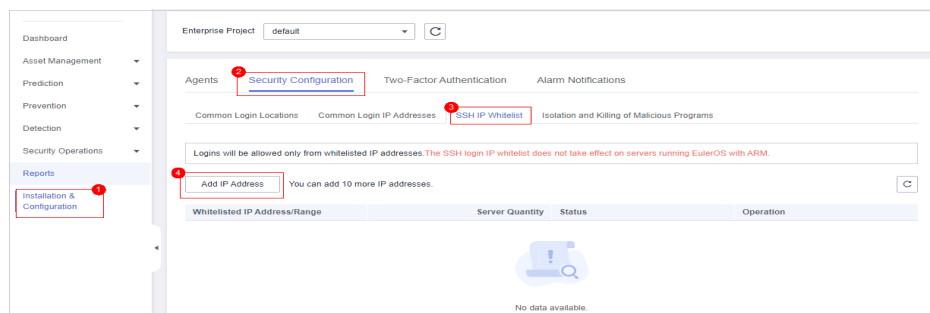 Enterprise Project default
Dashboard
Asset Management
Prediction
Prevention
Detection
Security Operations
Reports
1
Installation &
Configuration
2
Agents Security Configuration Two-Factor Authentication Alarm Notifications
3
Common Login Locations Common Login IP Addresses SSH IP Whitelist Isolation and Killing of Malicious Programs
Logins will be allowed only from whitelisted IP addresses.The SSH login IP whitelist does not take effect on servers running EulerOS with ARM.
4
Add IP Address You can add 10 more IP addresses.
Whitelisted IP Address/Range Server Quantity Status Operation
No data available.